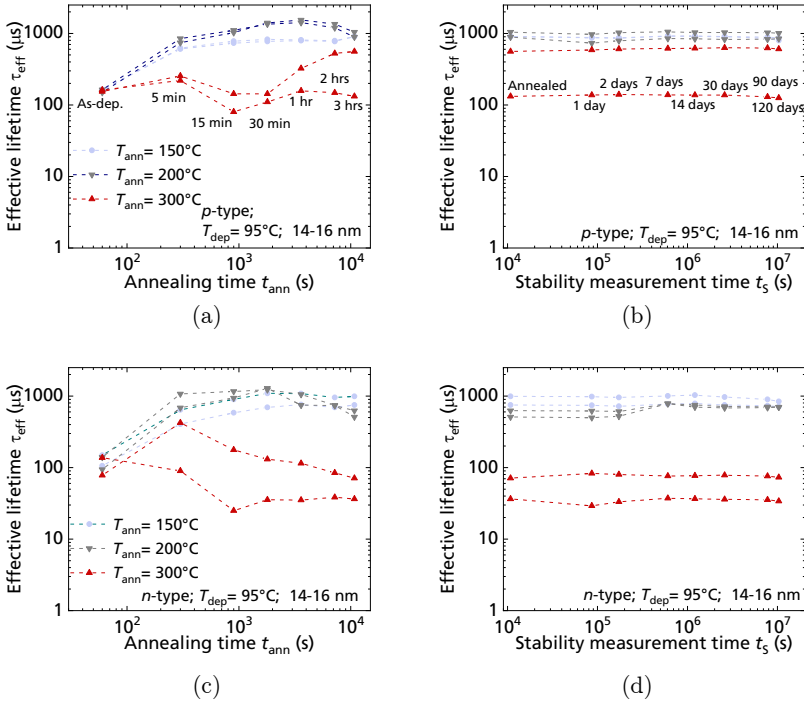 Effective lifetime τeff (µs)
1000
100
10
1
As-dep.
5 min
15 min
30 min
1 hr
2 hrs
3 hrs
Tann= 150°C
Tann= 200°C
Tann= 300°C
p-type;
Tdep= 95°C; 14-16 nm
10² 10³ 10⁴
Annealing time tann (s)
(a)
Effective lifetime τeff (µs)
1000
100
10
1
Annealed
1 day
2 days
7 days
14 days
30 days
90 days
120 days
p-type; Tdep= 95°C; 14-16 nm
10⁴ 10⁵ 10⁶ 10⁷
Stability measurement time tS (s)
(b)
Effective lifetime τeff (µs)
1000
100
10
1
Tann= 150°C
Tann= 200°C
Tann= 300°C
n-type; Tdep= 95°C; 14-16 nm
10² 10³ 10⁴
Annealing time tann (s)
(c)
Effective lifetime τeff (µs)
1000
100
10
1
n-type; Tdep= 95°C; 14-16 nm
10⁴ 10⁵ 10⁶ 10⁷
Stability measurement time tS (s)
(d)